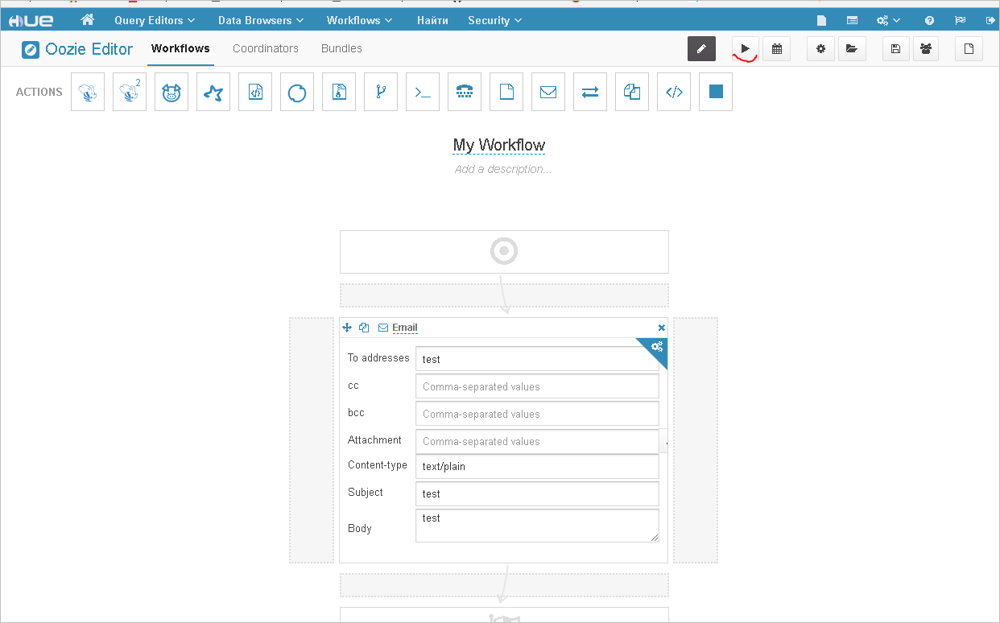 HUE Query Editors Data Browsers Workflows Найти Security
Oozie Editor Workflows Coordinators Bundles
ACTIONS 2
My Workflow
Add a description...
Email
To addresses test
cc Comma-separated values
bcc Comma-separated values
Attachment Comma-separated values
Content-type text/plain
Subject test
Body test